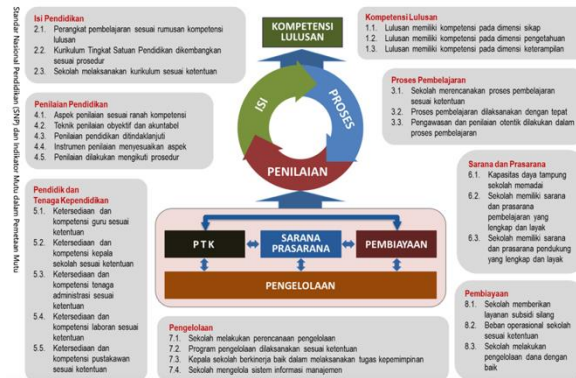 Standar Nasional Pendidikan (SNP) dan Indikator Mutu dalam Pemetaan Mutu
Isi Pendidikan
2.1. Perangkat pembelajaran sesuai rumusan kompetensi
lulusan
2.2. Kurikulum Tingkat Satuan Pendidikan dikembangkan
sesuai prosedur
2.3. Sekolah melaksanakan kurikulum sesuai ketentuan
Penilaian Pendidikan
4.1. Aspek penilaian sesuai ranah kompetensi
4.2. Teknik penilaian obyektif dan akuntabel
4.3. Penilaian pendidikan ditindaklanjuti
4.4. Instrumen penilaian menyesuaikan aspek
4.5. Penilaian dilakukan mengikuti prosedur
Pendidik dan
Tenaga Kependidikan
5.1. Ketersediaan dan
kompetensi guru sesuai
ketentuan
5.2. Ketersediaan dan
kompetensi kepala
sekolah sesuai ketentuan
5.3. Ketersediaan dan
kompetensi tenaga
administrasi sesuai
ketentuan
5.4. Ketersediaan dan
kompetensi laboran sesuai
ketentuan
5.5. Ketersediaan dan
kompetensi pustakawan
sesuai ketentuan
KOMPETENSI
LULUSAN
ISI
PROSES
PENILAIAN
PTK
SARANA
PRASARANA
PEMBIAYAAN
PENGELOLAAN
Pengelolaan
7.1. Sekolah melakukan perencanaan pengelolaan
7.2. Program pengelolaan dilaksanakan sesuai ketentuan
7.3. Kepala sekolah berkinerja baik dalam melaksanakan tugas kepemimpinan
7.4. Sekolah mengelola sistem informasi manajemen
Kompetensi Lulusan
1.1. Lulusan memiliki kompetensi pada dimensi sikap
1.2. Lulusan memiliki kompetensi pada dimensi pengetahuan
1.3. Lulusan memiliki kompetensi pada dimensi keterampilan
Proses Pembelajaran
3.1. Sekolah merencanakan proses pembelajaran
sesuai ketentuan
3.2. Proses pembelajaran dilaksanakan dengan tepat
3.3. Pengawasan dan penilaian otentik dilakukan dalam
proses pembelajaran
Sarana dan Prasarana
6.1. Kapasitas daya tampung
sekolah memadai
6.2. Sekolah memiliki sarana
dan prasarana
pembelajaran yang
lengkap dan layak
6.3. Sekolah memiliki sarana
dan prasarana pendukung
yang lengkap dan layak
Pembiayaan
8.1. Sekolah memberikan
layanan subsidi silang
8.2. Beban operasional sekolah
sesuai ketentuan
8.3. Sekolah melakukan
pengelolaan dana dengan
baik